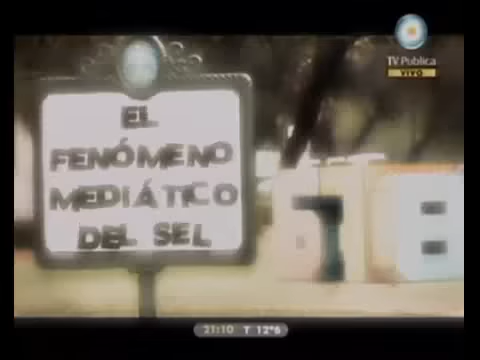 TV Pública
VIVO
EL
FENÓMENO
MEDIÁTICO
DEL SEL
21:10 T 12°6